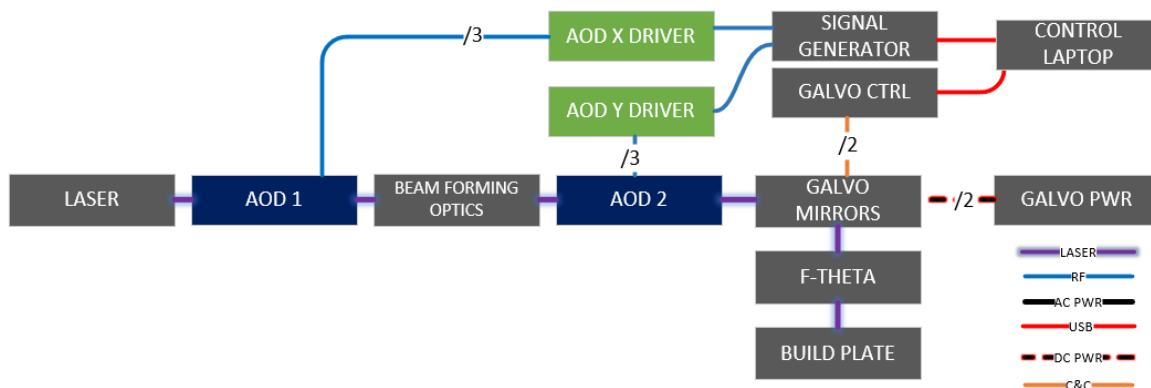 /3
AOD X DRIVER
SIGNAL
GENERATOR
CONTROL
LAPTOP
GALVO CTRL
AOD Y DRIVER
/3
/2
LASER
AOD 1
BEAM FORMING
OPTICS
AOD 2
GALVO
MIRRORS
/2
GALVO PWR
F-THETA
BUILD PLATE
LASER
RF
AC PWR
USB
DC PWR
C&C